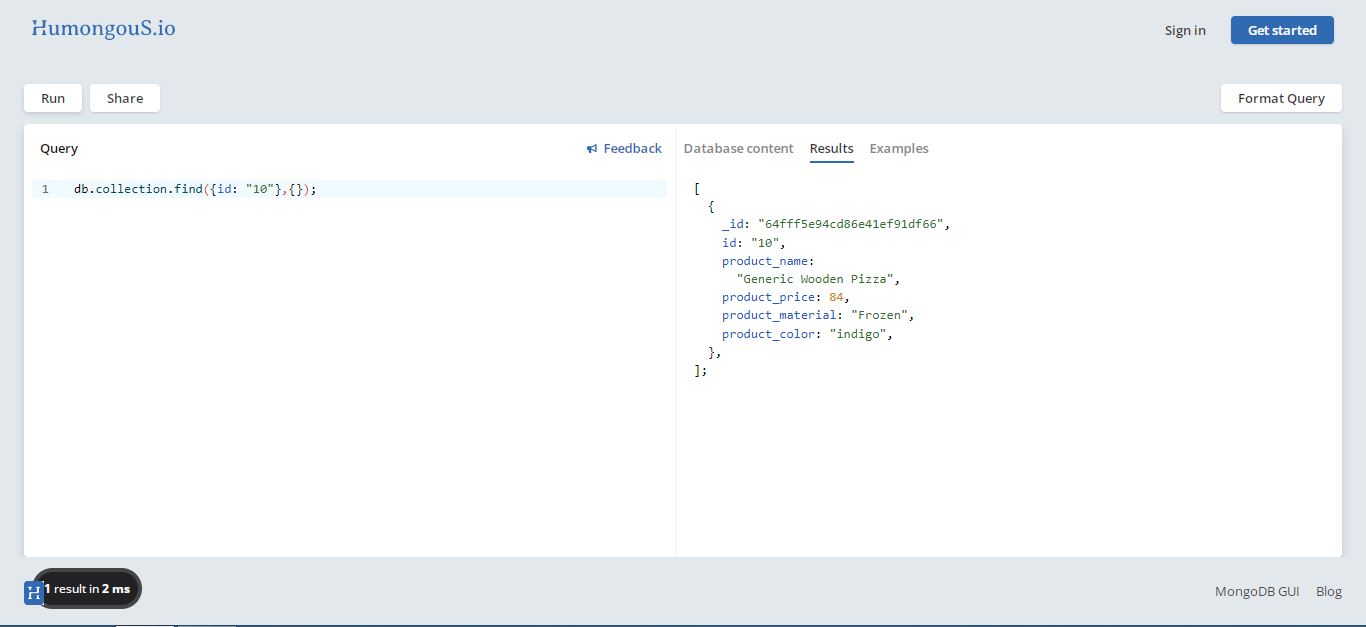 HumongouS.io
Sign in
Get started
Run
Share
Format Query
Query
Feedback
Database content
Results
Examples
1 db.collection.find({id: "10"},{});
[
{
_id: "64fff5e94cd86e41ef91df66",
id: "10",
product_name:
"Generic Wooden Pizza",
product_price: 84,
product_material: "Frozen",
product_color: "indigo",
},
];
H
1 result in 2 ms
MongoDB GUI
Blog